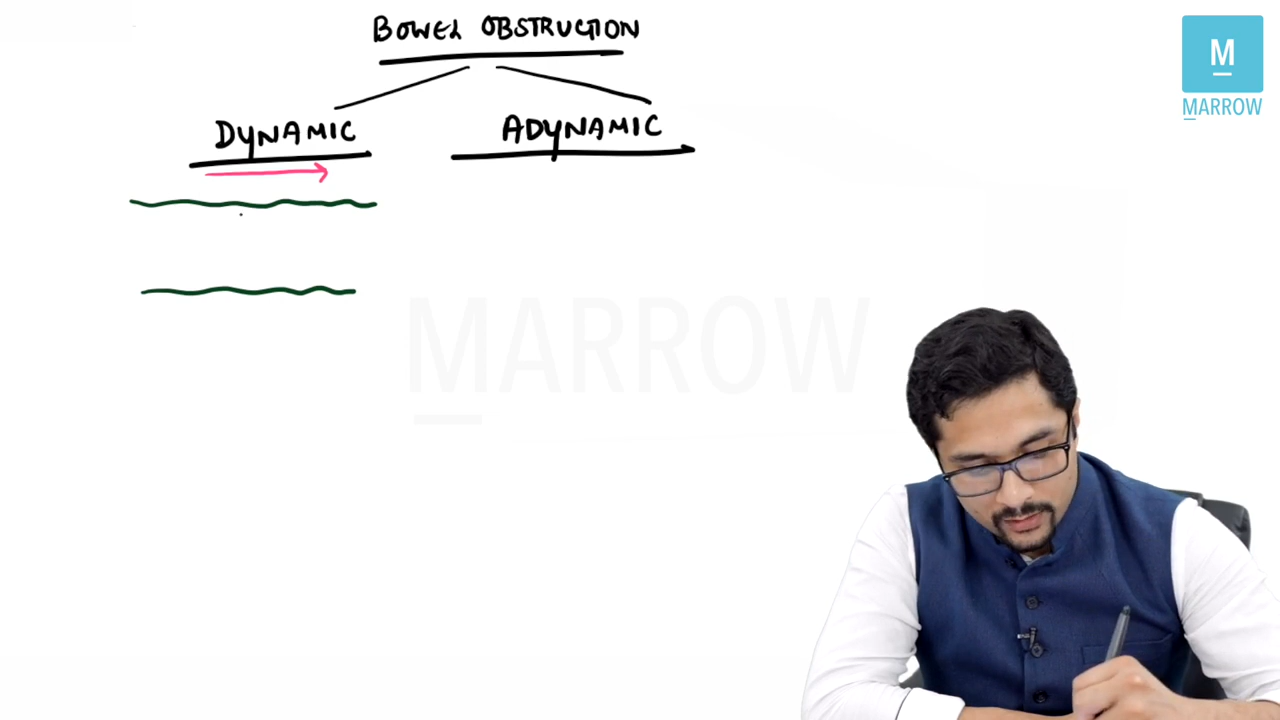 BOWEL OBSTRUCTION
DYNAMIC
ADYNAMIC
M
MARROW
MARROW